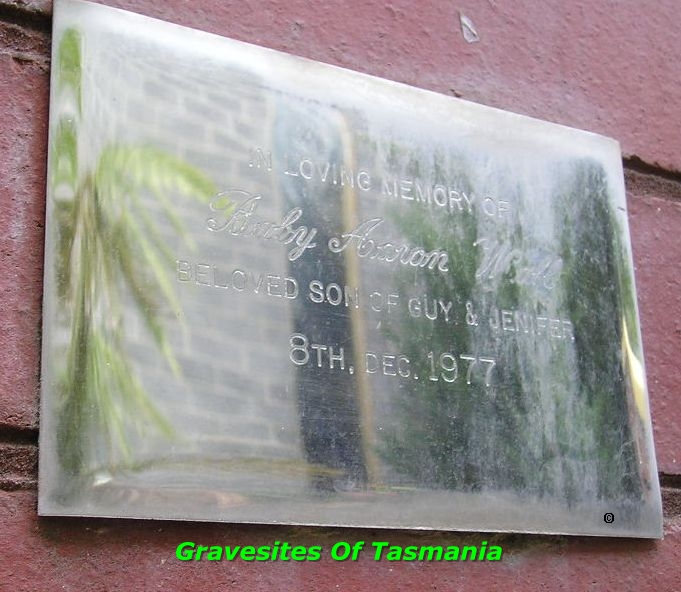 IN LOVING MEMORY OF
Baby Aaron
BELOVED SON OF GUY & JENIFER
8TH, DEC. 1977
©
Gravesites Of Tasmania